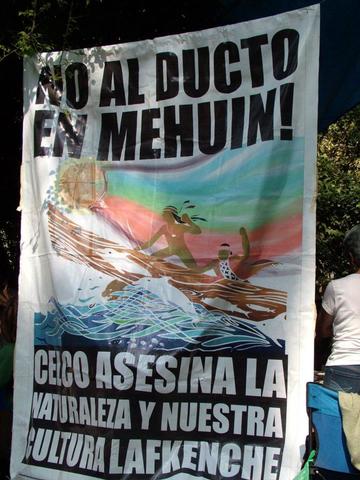 NO AL DUCTO
EN MEHUIN!
CELCO ASESINA LA
NATURALEZA Y NUESTRA
CULTURA LAFKENCHE